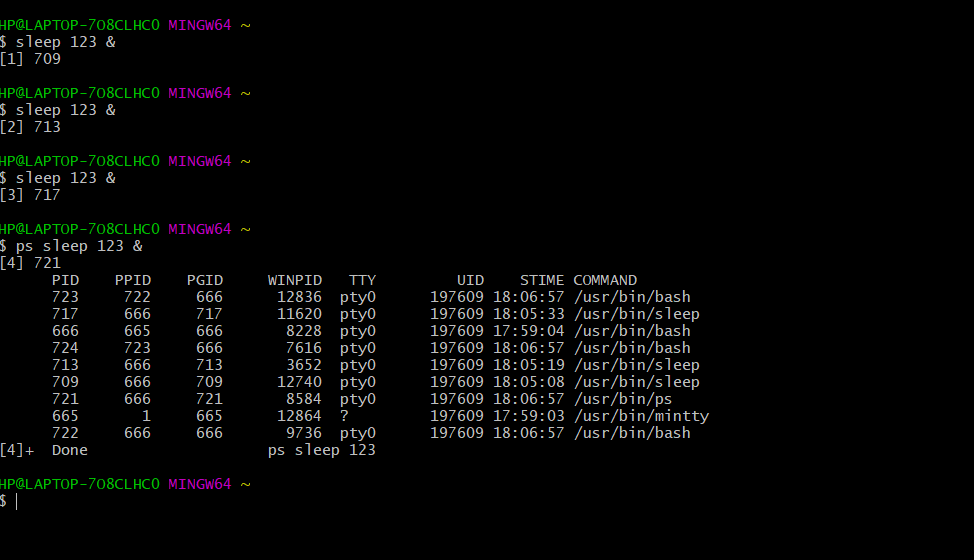 HP@LAPTOP-7O8CLHCO MINGW64 ~
$ sleep 123 &
[1] 709
HP@LAPTOP-7O8CLHCO MINGW64 ~
$ sleep 123 &
[2] 713
HP@LAPTOP-7O8CLHCO MINGW64 ~
$ sleep 123 &
[3] 717
HP@LAPTOP-7O8CLHCO MINGW64 ~
$ ps sleep 123 &
[4] 721
PID PPID PGID WINPID TTY UID STIME COMMAND
723 722 666 12836 pty0 197609 18:06:57 /usr/bin/bash
717 666 717 11620 pty0 197609 18:05:33 /usr/bin/sleep
666 665 666 8228 pty0 197609 17:59:04 /usr/bin/bash
724 723 666 7616 pty0 197609 18:06:57 /usr/bin/bash
713 666 713 3652 pty0 197609 18:05:19 /usr/bin/sleep
709 666 709 12740 pty0 197609 18:05:08 /usr/bin/sleep
721 666 721 8584 pty0 197609 18:06:57 /usr/bin/ps
665 1 665 12864 ? 197609 17:59:03 /usr/bin/mintty
722 666 666 9736 pty0 197609 18:06:57 /usr/bin/bash
[4]+ Done ps sleep 123
HP@LAPTOP-7O8CLHCO MINGW64 ~
$